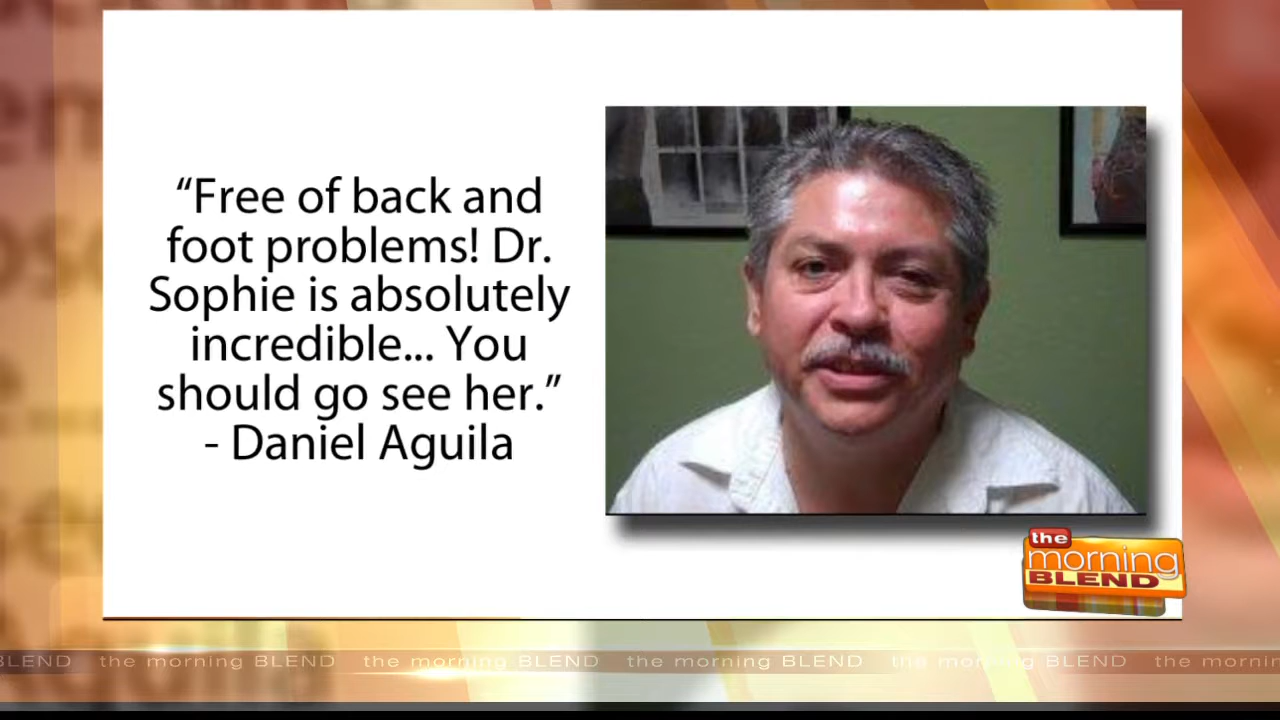 “Free of back and
foot problems! Dr.
Sophie is absolutely
incredible... You
should go see her.”
- Daniel Aguila
the
morning
BLEND
BLEND the morning BLEND the morning BLEND the morning BLEND the morning BLEND the